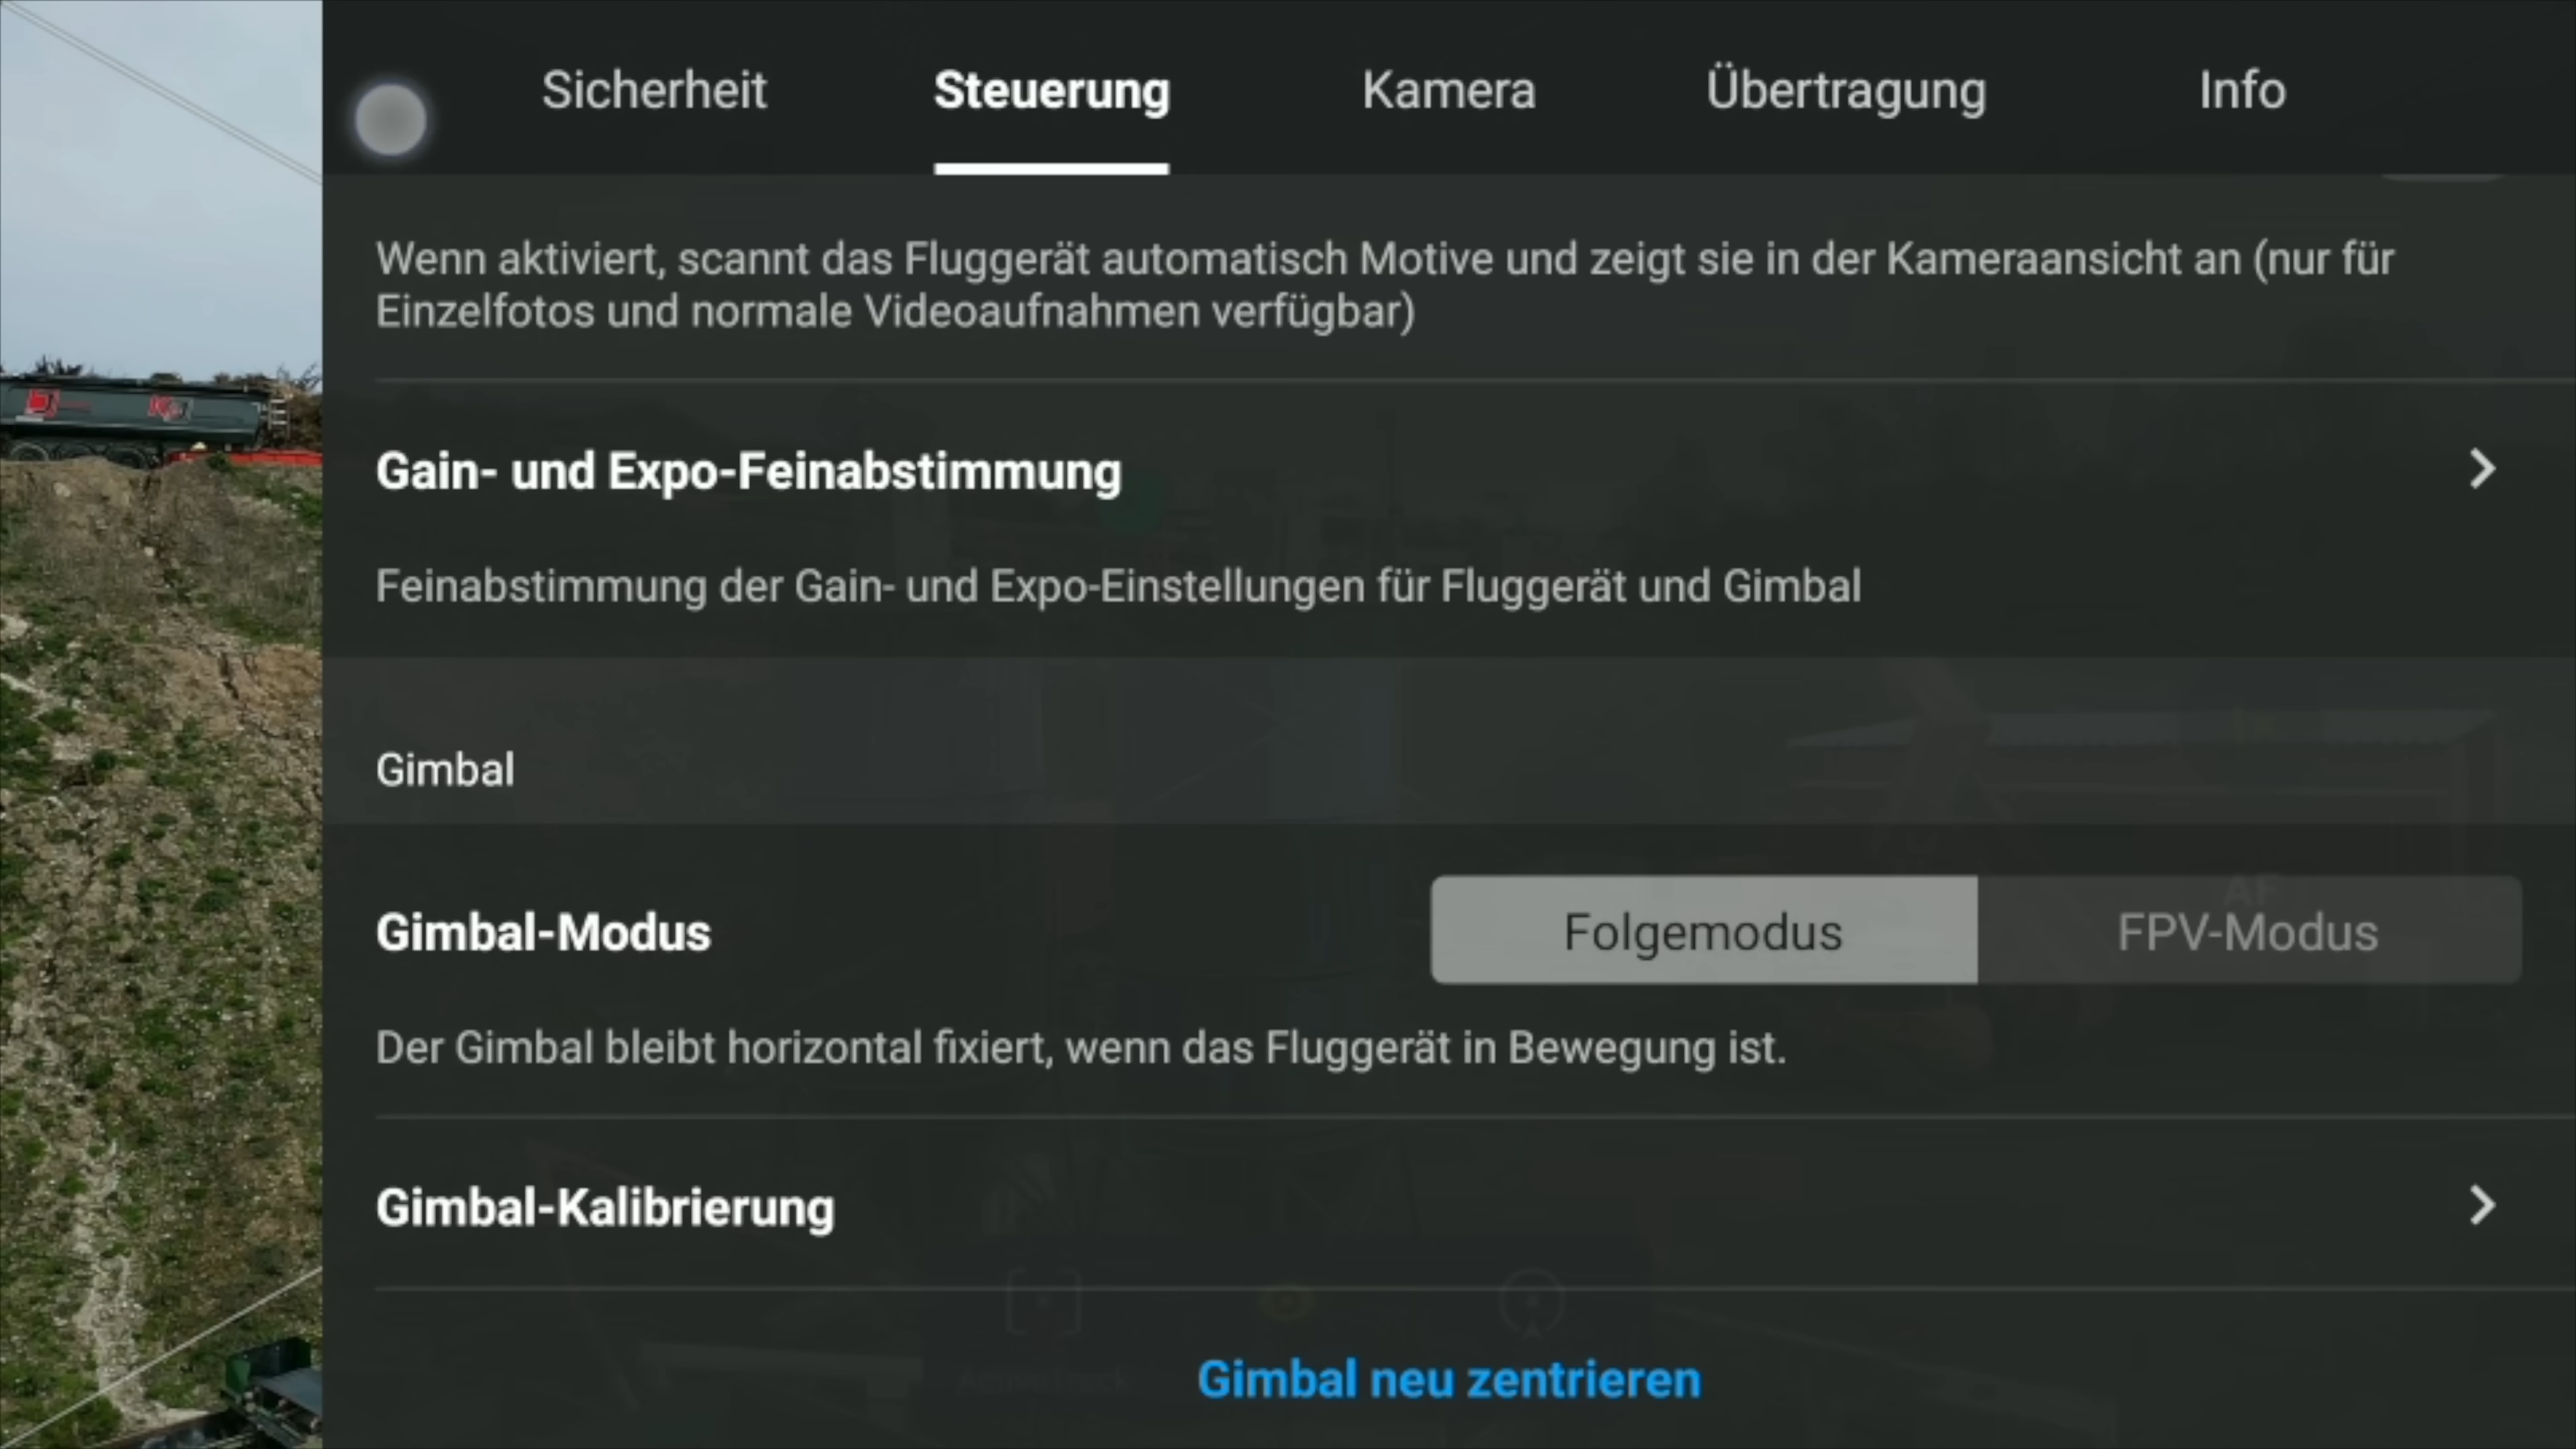 Sicherheit Steuerung Kamera Übertragung Info
Wenn aktiviert, scannt das Fluggerät automatisch Motive und zeigt sie in der Kameraansicht an (nur für
Einzelfotos und normale Videoaufnahmen verfügbar)
Gain- und Expo-Feinabstimmung
Feinabstimmung der Gain- und Expo-Einstellungen für Fluggerät und Gimbal
Gimbal
AF
Gimbal-Modus Folgemodus FPV-Modus
Der Gimbal bleibt horizontal fixiert, wenn das Fluggerät in Bewegung ist.
Gimbal-Kalibrierung
Gimbal neu zentrieren